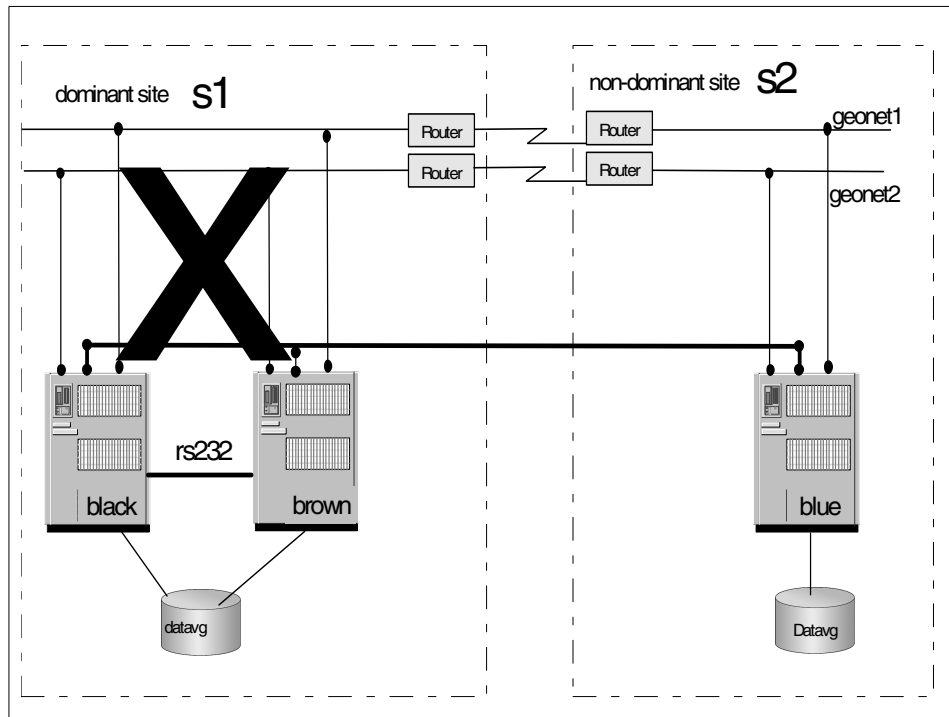 dominant site s1
non-dominant site s2
geonet1
Router
Router
Router
Router
geonet2
rs232
black
brown
blue
datavg
Datavg